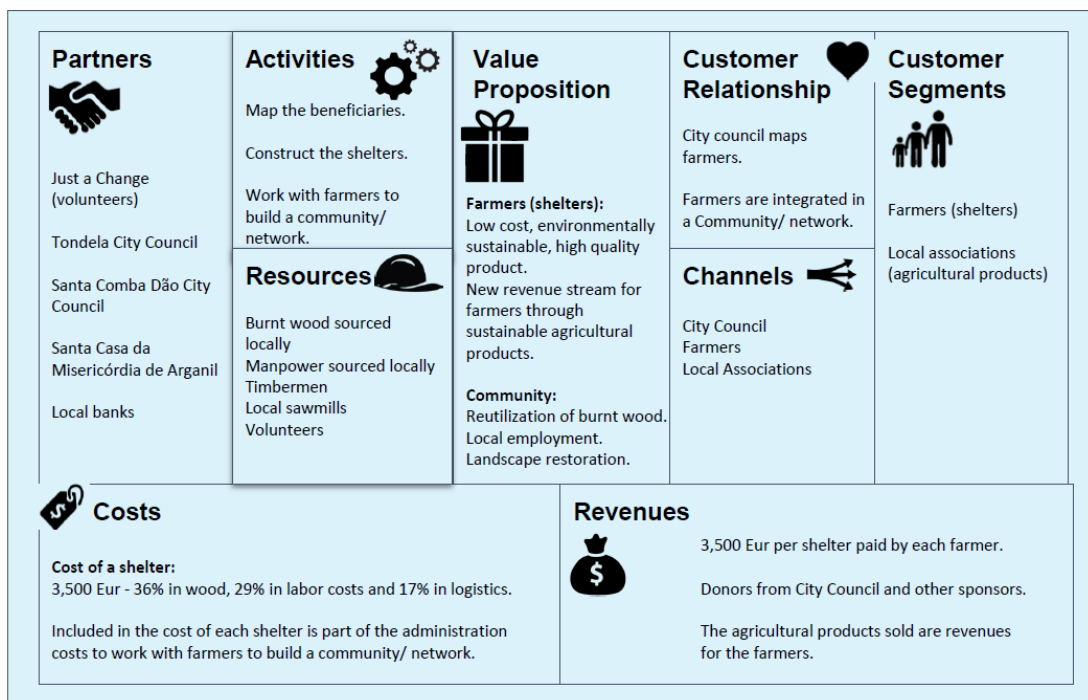 Partners
Just a Change
(volunteers)
Tondela City Council
Santa Comba Dão City
Council
Santa Casa da
Misericórdia de Arganil
Local banks
Activities
Map the beneficiaries.
Construct the shelters.
Work with farmers to
build a community/
network.
Resources
Burnt wood sourced
locally
Manpower sourced locally
Timbermen
Local sawmills
Volunteers
Value
Proposition
Farmers (shelters):
Low cost, environmentally
sustainable, high quality
product.
New revenue stream for
farmers through
sustainable agricultural
products.
Community:
Reutilization of burnt wood.
Local employment.
Landscape restoration.
Customer
Relationship
City council maps
farmers.
Farmers are integrated in
a Community/ network.
Channels
City Council
Farmers
Local Associations
Customer
Segments
Farmers (shelters)
Local associations
(agricultural products)
$ Costs
Cost of a shelter:
3,500 Eur - 36% in wood, 29% in labor costs and 17% in logistics.
Included in the cost of each shelter is part of the administration
costs to work with farmers to build a community/ network.
Revenues
$
3,500 Eur per shelter paid by each farmer.
Donors from City Council and other sponsors.
The agricultural products sold are revenues
for the farmers.